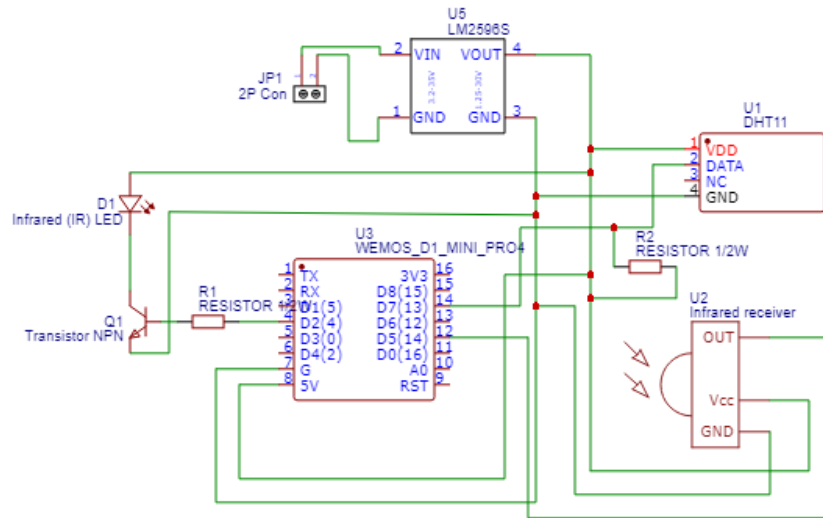 U5
LM2596S
2 VIN VOUT 4
3.2-35V
1.25-30V
1 GND GND 3
JP1
2P Con
1 2
U1
DHT11
1 VDD
2 DATA
3 NC
4 GND
D1
Infrared (IR) LED
U3
WEMOS_D1_MINI_PRO4
1 TX 3V3 16
2 RX D8(15) 15
3 D1(5) D7(13) 14
4 D2(4) D6(12) 13
5 D3(0) D5(14) 12
6 D4(2) D0(16) 11
7 G A0 10
8 5V RST 9
R1
RESISTOR 1/2W
Q1
Transistor NPN
R2
RESISTOR 1/2W
U2
Infrared receiver
OUT
Vcc
GND